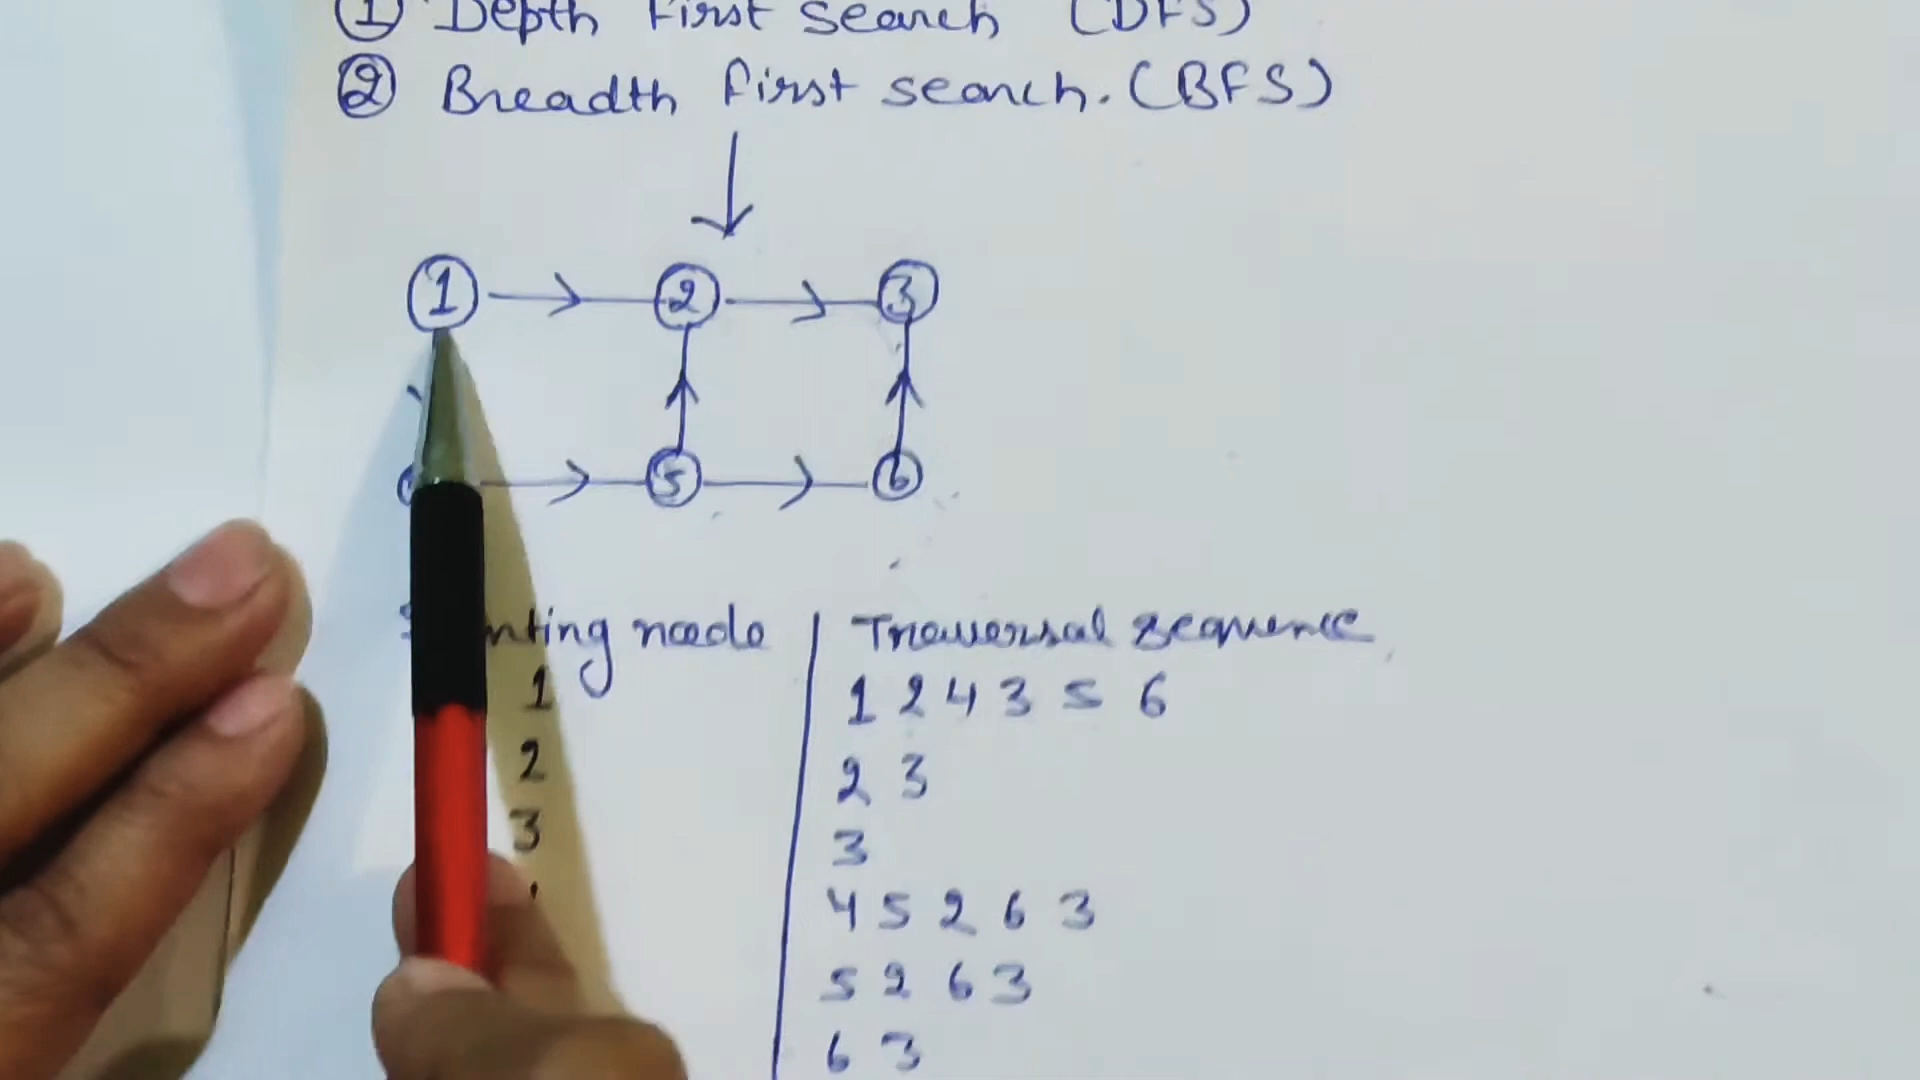 ① Depth First Search (DFS)
② Breadth first search. (BFS)
1 2 3
5 6
node | Traversal sequence
1 | 1 2 4 3 5 6
2 | 2 3
3 | 3
4 5 2 6 3
5 2 6 3
6 3